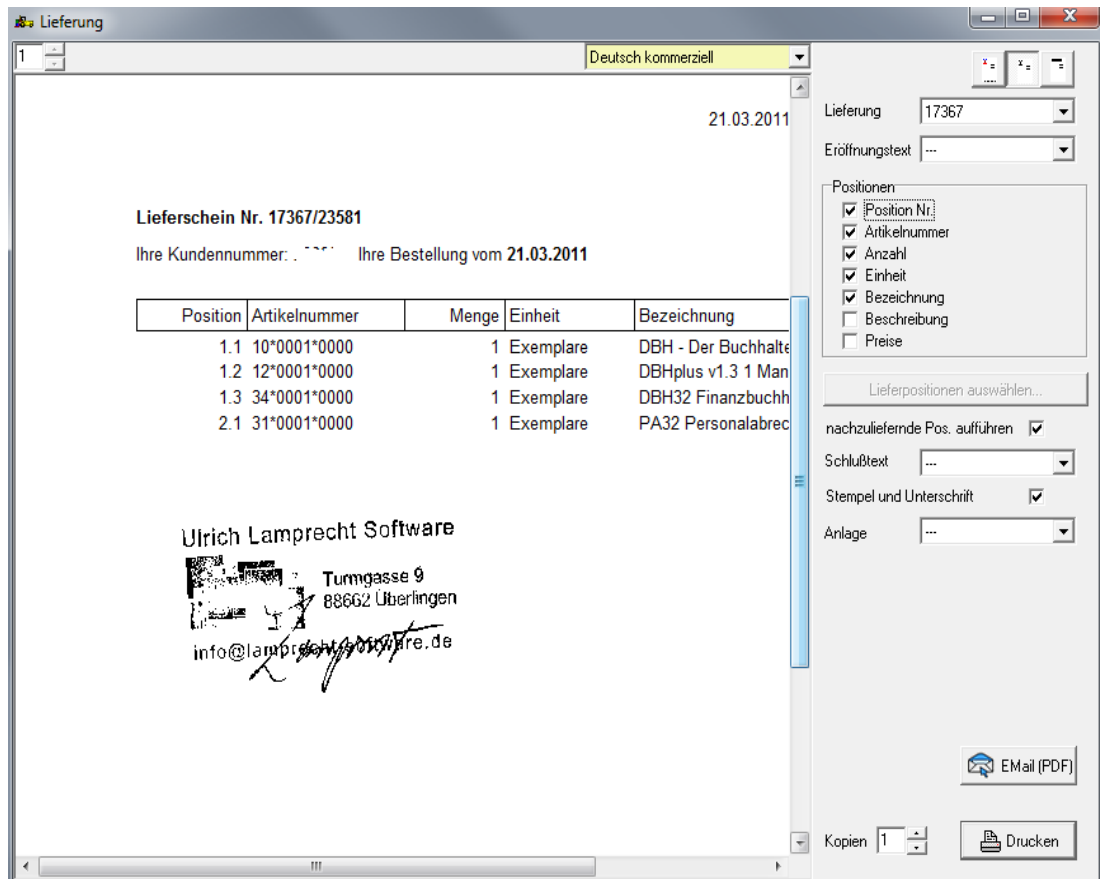 Lieferung
1
Deutsch kommerziell
21.03.2011
Lieferschein Nr. 17367/23581
Ihre Kundennummer: Ihre Bestellung vom 21.03.2011
Position Artikelnummer Menge Einheit Bezeichnung
1.1 10*0001*0000 1 Exemplare DBH - Der Buchhalte
1.2 12*0001*0000 1 Exemplare DBHplus v1.3 1 Man
1.3 34*0001*0000 1 Exemplare DBH32 Finanzbuchh
2.1 31*0001*0000 1 Exemplare PA32 Personalabrec
Ulrich Lamprecht Software
Turmgasse 9
88662 Überlingen
info@lamprecht-software.de
Lieferung 17367
Eröffnungstext ---
Positionen
Position Nr.
Artikelnummer
Anzahl
Einheit
Bezeichnung
Beschreibung
Preise
Lieferpositionen auswählen...
nachzuliefernde Pos. aufführen
Schlußtext ---
Stempel und Unterschrift
Anlage ---
EMail (PDF)
Kopien 1
Drucken